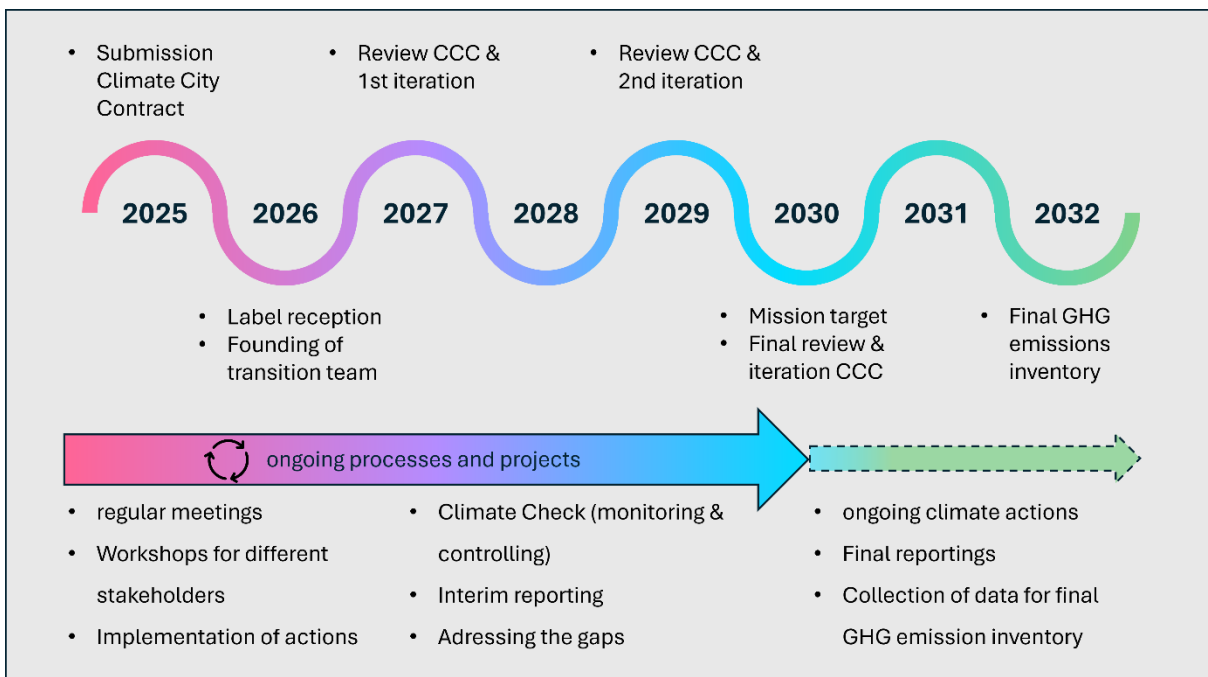 • Submission
Climate City
Contract
• Review CCC &
1st iteration
• Review CCC &
2nd iteration
2025
2026
2027
2028
2029
2030
2031
2032
• Label reception
• Founding of
transition team
• Mission target
• Final review &
iteration CCC
• Final GHG
emissions
inventory
ongoing processes and projects
• regular meetings
• Workshops for different
stakeholders
• Implementation of actions
• Climate Check (monitoring &
controlling)
• Interim reporting
• Adressing the gaps
• ongoing climate actions
• Final reportings
• Collection of data for final
GHG emission inventory